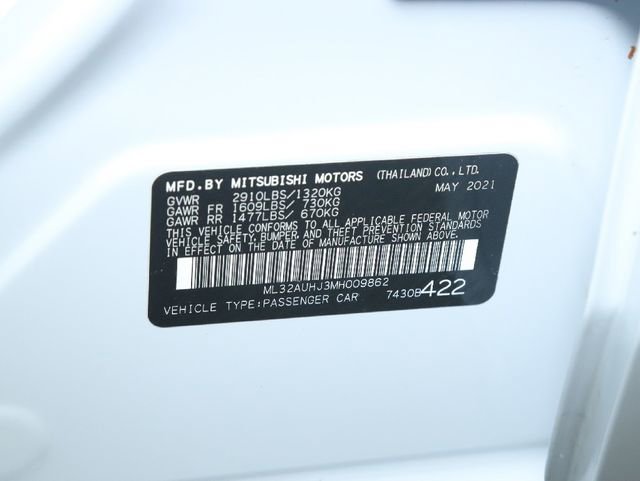 MFD.BY MITSUBISHI MOTORS (THAILAND) CO., LTD.
GVWR 2910LBS/1320KG MAY 2021
GAWR FR 1609LBS/ 730KG
GAWR RR 1477LBS/ 670KG
THIS VEHICLE CONFORMS TO ALL APPLICABLE FEDERAL MOTOR
VEHICLE SAFETY, BUMPER, AND THEFT PREVENTION STANDARDS
IN EFFECT ON THE DATE OF MANUFACTURE SHOWN ABOVE.
ML32AUHJ3MH009862
VEHICLE TYPE:PASSENGER CAR 7430B422